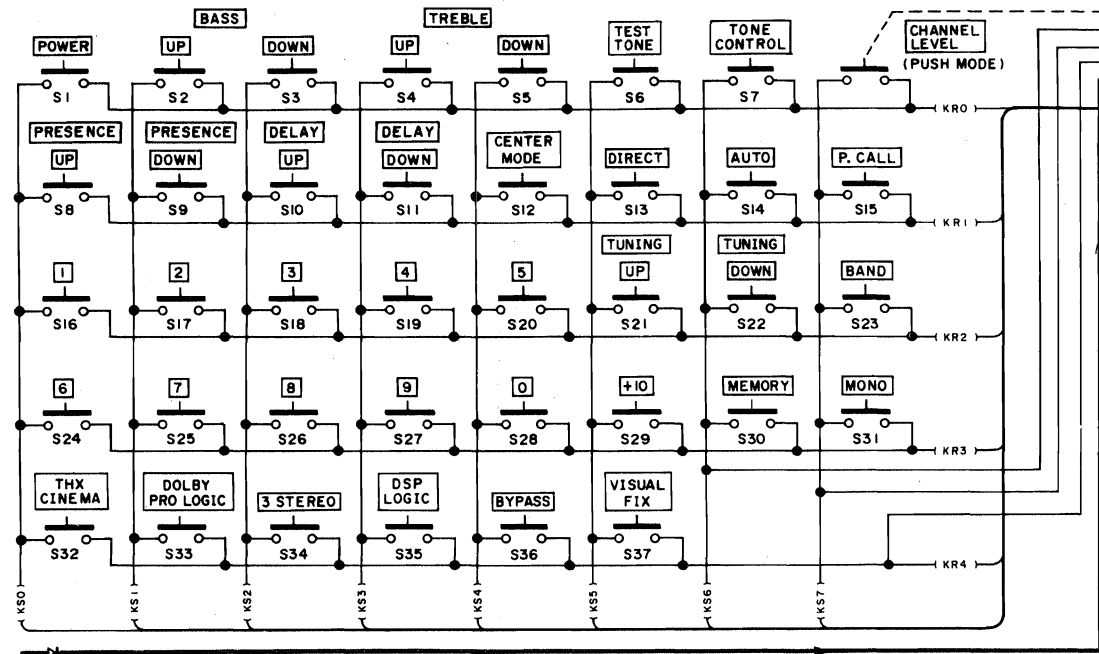 BASS
TREBLE
POWER
UP
DOWN
UP
DOWN
TEST
TONE
TONE
CONTROL
CHANNEL
LEVEL
(PUSH MODE)
S1
S2
S3
S4
S5
S6
S7
KR0
PRESENCE
UP
PRESENCE
DOWN
DELAY
UP
DELAY
DOWN
CENTER
MODE
DIRECT
AUTO
P. CALL
S8
S9
S10
S11
S12
S13
S14
S15
KR1
1
2
3
4
5
TUNING
UP
TUNING
DOWN
BAND
S16
S17
S18
S19
S20
S21
S22
S23
KR2
6
7
8
9
0
+10
MEMORY
MONO
S24
S25
S26
S27
S28
S29
S30
S31
KR3
THX
CINEMA
DOLBY
PRO LOGIC
3 STEREO
DSP
LOGIC
BYPASS
VISUAL
FIX
S32
S33
S34
S35
S36
S37
KR4
KS0
KS1
KS2
KS3
KS4
KS5
KS6
KS7